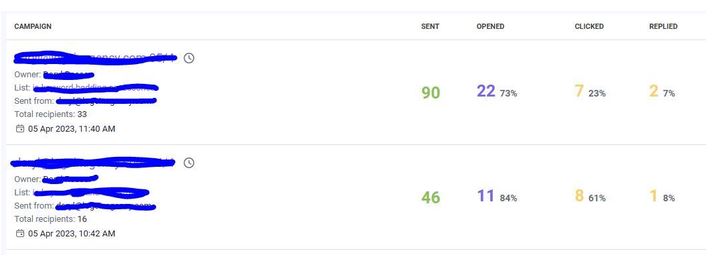 CAMPAIGN SENT OPENED CLICKED REPLIED
Owner:
List:
Sent from:
Total recipients: 33
05 Apr 2023, 11:40 AM
90 22 73% 7 23% 2 7%
Owner:
List:
Sent from:
Total recipients: 16
05 Apr 2023, 10:42 AM
46 11 84% 8 61% 1 8%